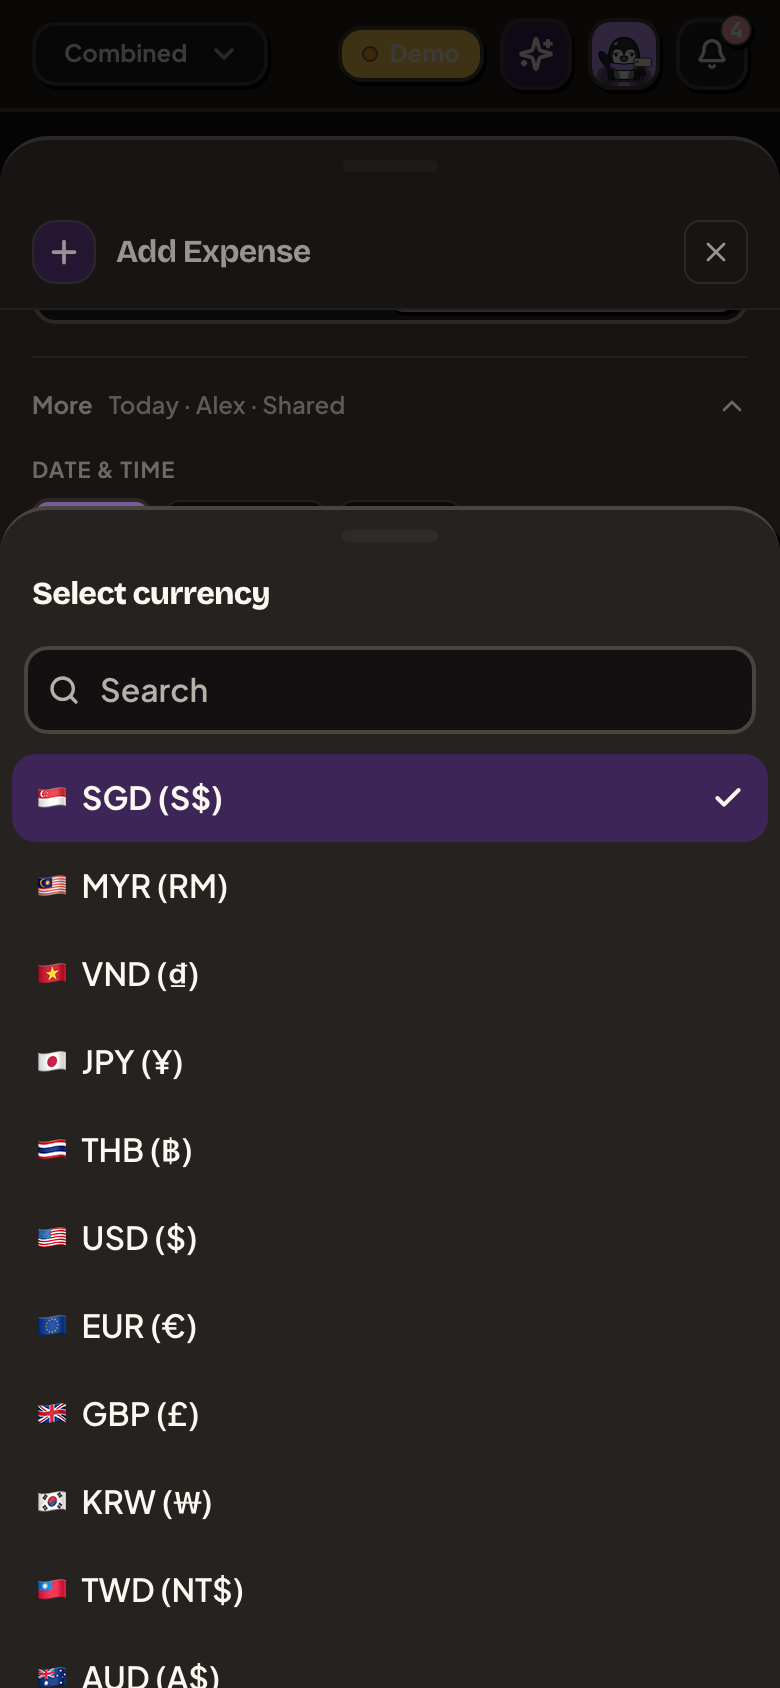 Combined
Demo
4
Add Expense
More Today · Alex · Shared
DATE & TIME
Select currency
Search
SGD (S$)
MYR (RM)
VND (₫)
JPY (¥)
THB (฿)
USD ($)
EUR (€)
GBP (£)
KRW (₩)
TWD (NT$)
AUD (A$)